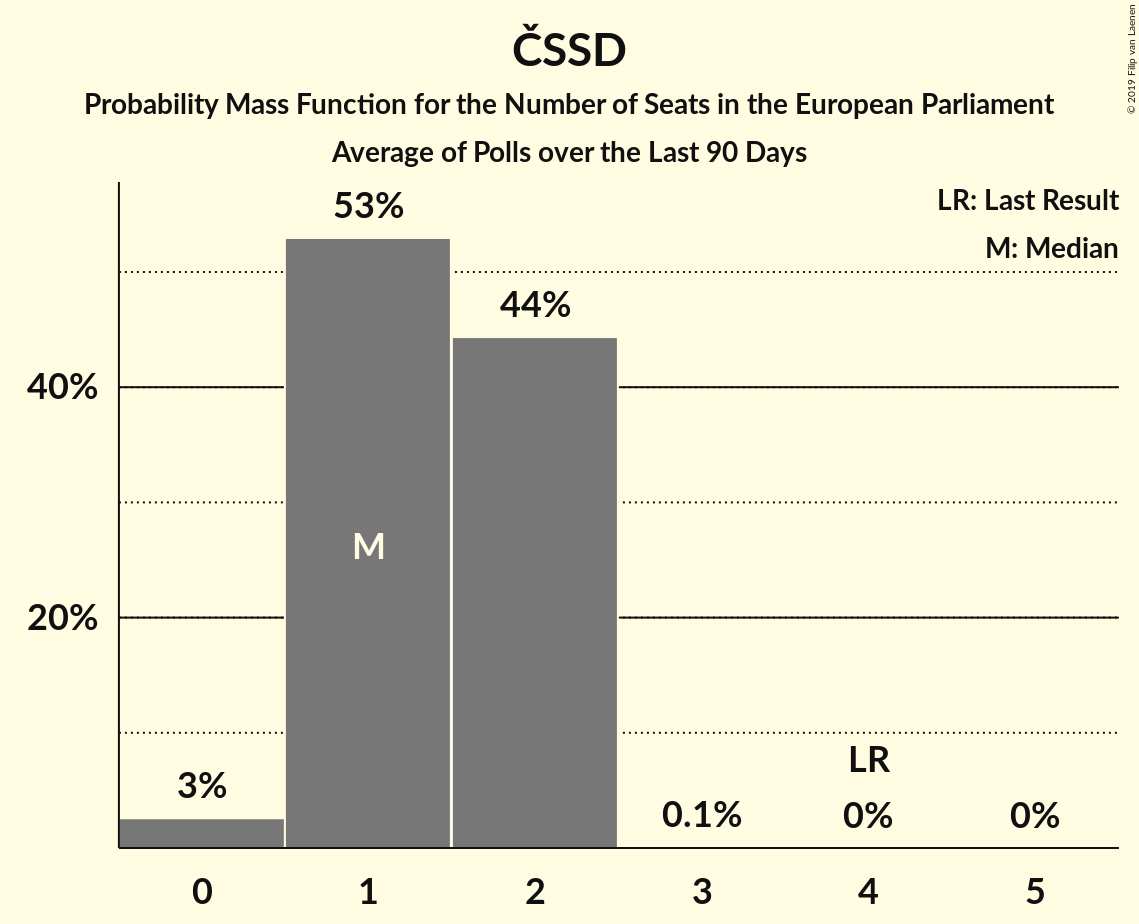 ČSSD
Probability Mass Function for the Number of Seats in the European Parliament
Average of Polls over the Last 90 Days
© 2019 Filip van Laenen
LR: Last Result
M: Median
53%
44%
40%
M
20%
LR
3%
0.1%
0%
0%
0 1 2 3 4 5